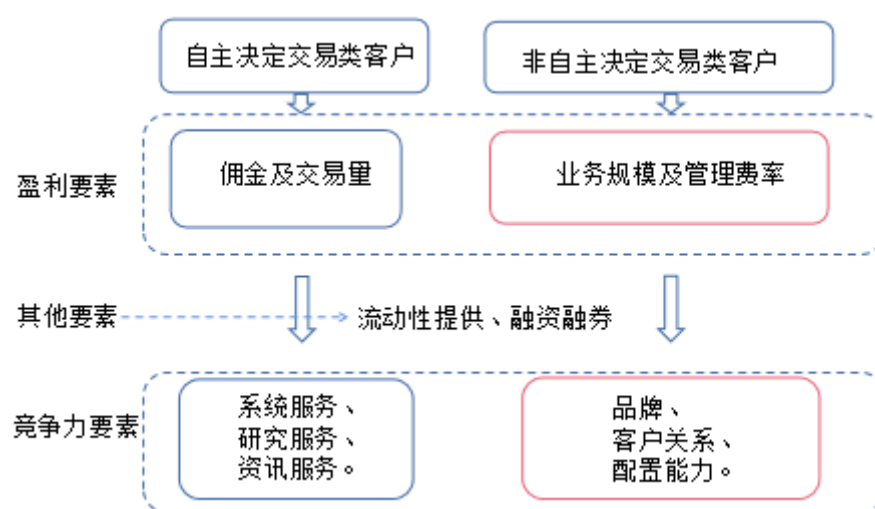 自主决定交易类客户
非自主决定交易类客户
盈利要素
佣金及交易量
业务规模及管理费率
其他要素
流动性提供、融资融券
竞争力要素
系统服务、
研究服务、
资讯服务。
品牌、
客户关系、
配置能力。